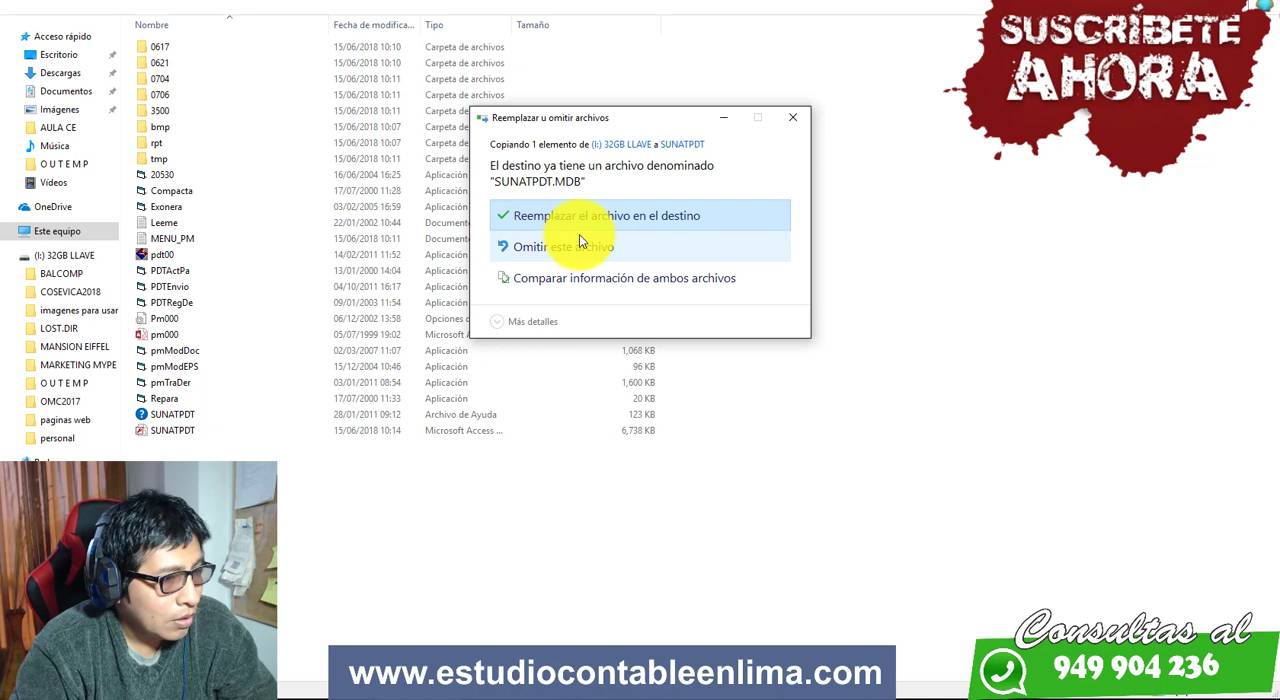 Nombre
Fecha de modifica...
Tipo
Tamaño
SUSCRÍBETE
AHORA
Acceso rápido
Escritorio
Descargas
Documentos
Imágenes
AULA CE
Música
O U T E M P
Vídeos
OneDrive
Este equipo
(I:) 32GB LLAVE
BALCOMP
COSEVICA2018
imagenes para usar
LOST.DIR
MANSION EIFFEL
MARKETING MYPE
O U T E M P
OMC2017
paginas web
personal
0617 15/06/2018 10:10 Carpeta de archivos
0621 15/06/2018 10:10 Carpeta de archivos
0704 15/06/2018 10:11 Carpeta de archivos
0706 15/06/2018 10:11 Carpeta de archivos
3500 15/06/2018 10:11 Carpeta de
bmp 15/06/2018 10:07 Carpeta de
rpt 15/06/2018 10:07 Carpeta de
tmp 15/06/2018 10:11 Carpeta de
20530 16/06/2004 16:25 Aplicación
Compacta 17/07/2000 11:28 Aplicación
Exonera 03/02/2005 16:59 Aplicación
Leeme 22/01/2002 10:44 Document
MENU_PM 15/06/2018 10:11 Document
pdt00 14/02/2011 11:52 Aplicación
PDTActPa 13/01/2000 14:04 Aplicación
PDTEnvio 04/10/2011 16:17 Aplicación
PDTRegDe 09/01/2003 11:54 Aplicación
Pm000 06/12/2002 13:58 Opciones d
pm000 05/07/1999 19:02 Microsoft A
pmModDoc 02/03/2007 11:07 Aplicación 1,068 KB
pmModEPS 15/12/2004 10:46 Aplicación 96 KB
pmTraDer 03/01/2011 08:54 Aplicación 1,600 KB
Repara 17/07/2000 11:33 Aplicación 20 KB
SUNATPDT 28/01/2011 09:12 Archivo de Ayuda 123 KB
SUNATPDT 15/06/2018 10:14 Microsoft Access ... 6,738 KB
Reemplazar u omitir archivos
Copiando 1 elemento de (I:) 32GB LLAVE a SUNATPDT
El destino ya tiene un archivo denominado
"SUNATPDT.MDB"
Reemplazar el archivo en el destino
Omitir este archivo
Comparar información de ambos archivos
Más detalles
www.estudiocontableenlima.com
Consultas al
949 904 236